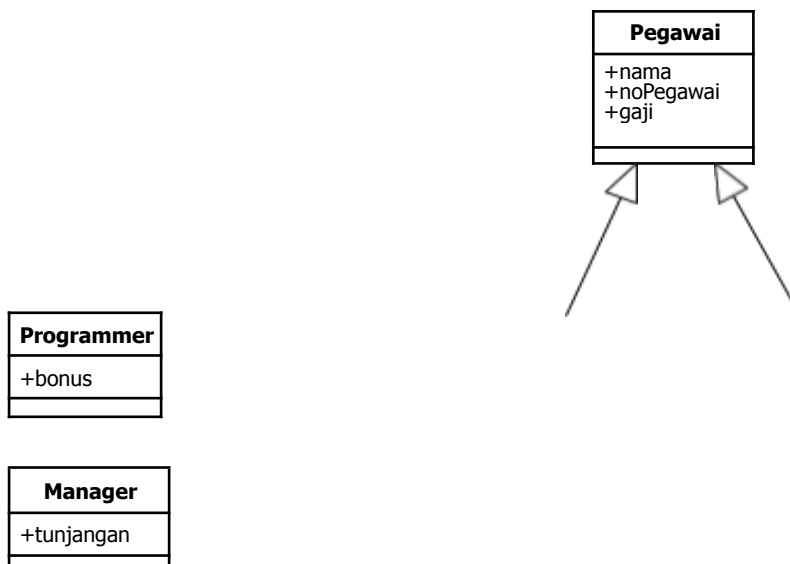 Pegawai
+nama
+noPegawai
+gaji
Programmer
+bonus
Manager
+tunjangan